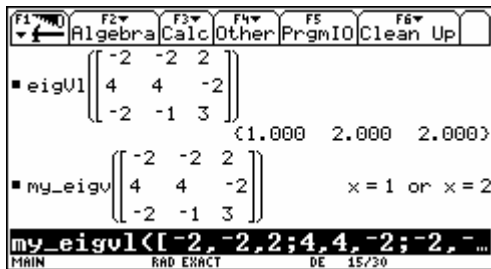 F1 F2 Algebra F3 Calc F4 Other F5 PrgmIO F6 Clean Up
-2 -2 2
eigVl 4 4 -2
-2 -1 3
{1.000 2.000 2.000}
-2 -2 2
my_eigv 4 4 -2 x = 1 or x = 2
-2 -1 3
my_eigvl([-2,-2,2;4,4,-2;-2,-…
MAIN RAD EXACT DE 15/30